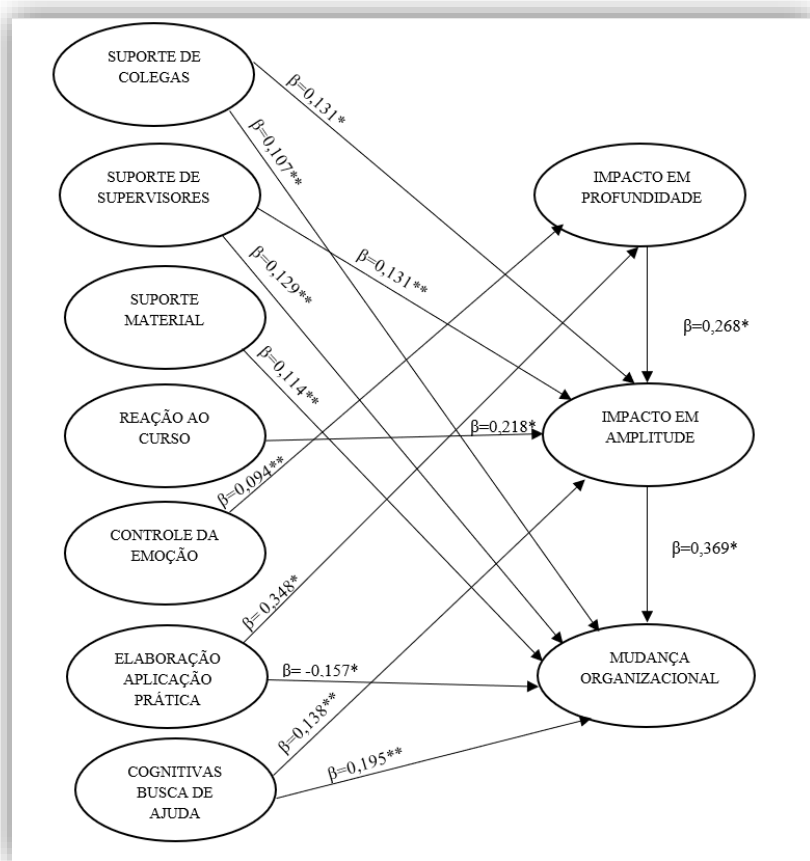 SUPORTE DE
COLEGAS
β=0,131*
β=0,107**
SUPORTE DE
SUPERVISORES
β=0,129**
β=0,131**
IMPACTO EM
PROFUNDIDADE
SUPORTE
MATERIAL
β=0,114**
β=0,268*
REAÇÃO AO
CURSO
β=0,218*
IMPACTO EM
AMPLITUDE
β=0,094**
CONTROLE DA
EMOÇÃO
β=0,369*
β= 0,348*
ELABORAÇÃO
APLICAÇÃO
PRÁTICA
β= -0.157*
MUDANÇA
ORGANIZACIONAL
β=0,138**
COGNITIVAS
BUSCA DE
AJUDA
β=0,195**